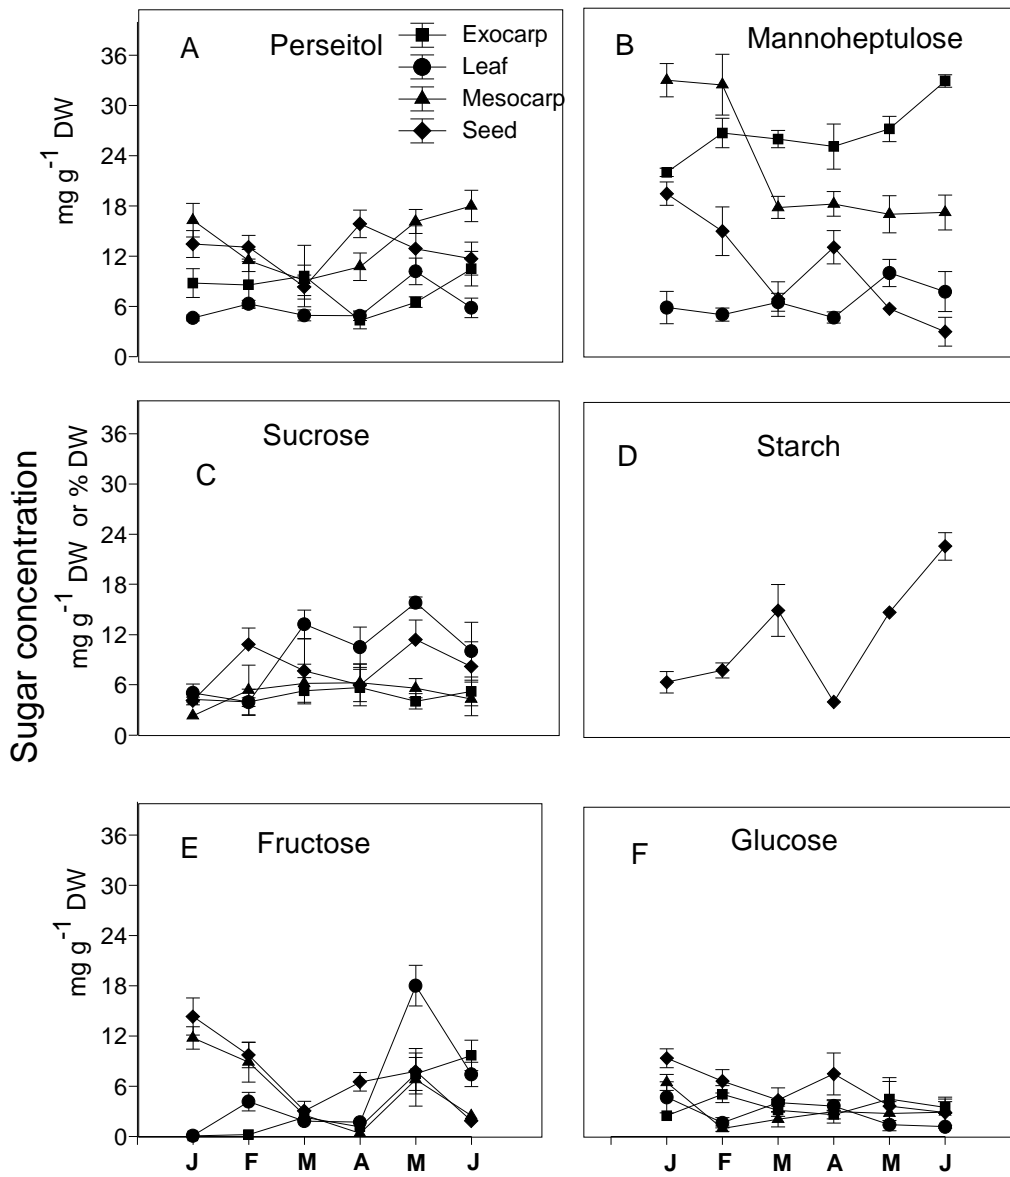 A
Perseitol
Exocarp
Leaf
Mesocarp
Seed
36
30
24
18
12
6
0
mg g-1 DW
B
Mannoheptulose
Sugar concentration
mg g-1 DW or % DW
36
30
24
18
12
6
0
Sucrose
C
D
Starch
mg g-1 DW
36
30
24
18
12
6
0
E
Fructose
J F M A M J
F
Glucose
J F M A M J